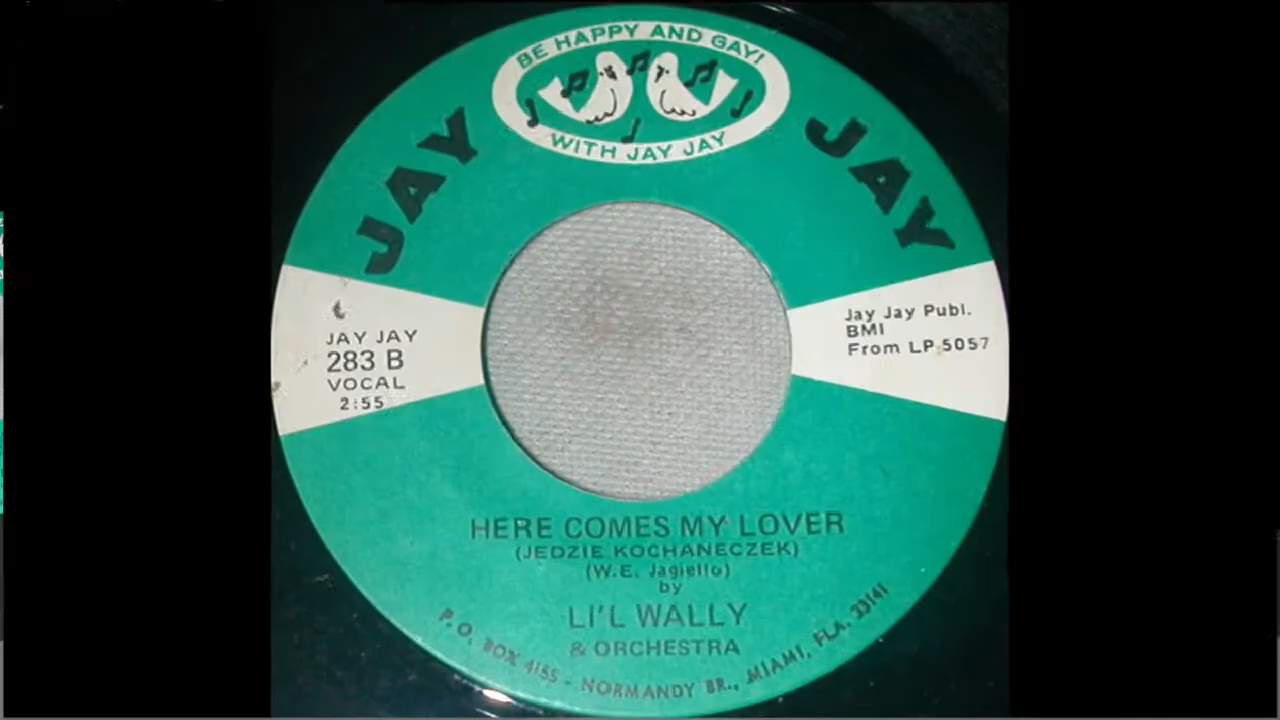 BE HAPPY AND GAY!
WITH JAY JAY
JAY JAY
JAY JAY
283 B
VOCAL
2:55
Jay Jay Publ.
BMI
From LP 5057
HERE COMES MY LOVER
(JEDZIE KOCHANECZEK)
(W.E. Jagiello)
by
LI'L WALLY
& ORCHESTRA
P.O. BOX 4155 - NORMANDY BR., MIAMI, FLA. 33141